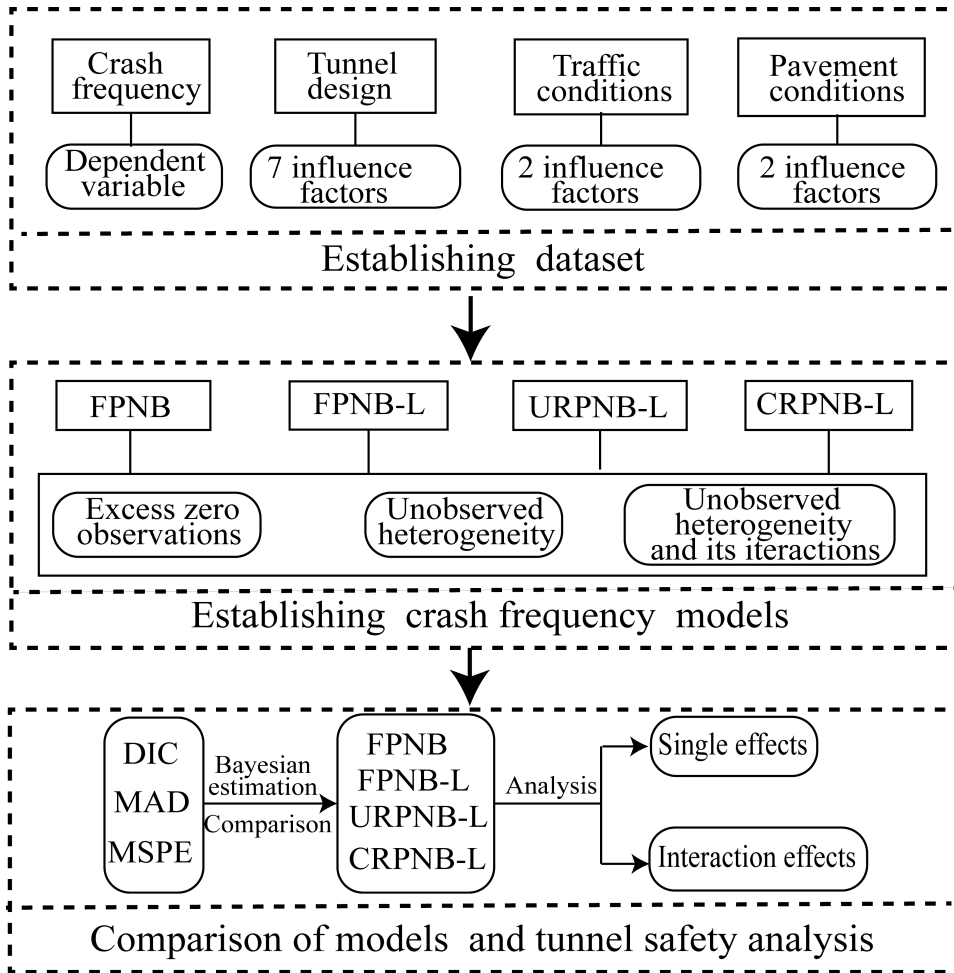 Crash
frequency
Tunnel
design
Traffic
conditions
Pavement
conditions
Dependent
variable
7 influence
factors
2 influence
factors
2 influence
factors
Establishing dataset
FPNB
FPNB-L
URPNB-L
CRPNB-L
Excess zero
observations
Unobserved
heterogeneity
Unobserved
heterogeneity
and its iteractions
Establishing crash frequency models
DIC
MAD
MSPE
Bayesian
estimation
Comparison
FPNB
FPNB-L
URPNB-L
CRPNB-L
Analysis
Single effects
Interaction effects
Comparison of models and tunnel safety analysis